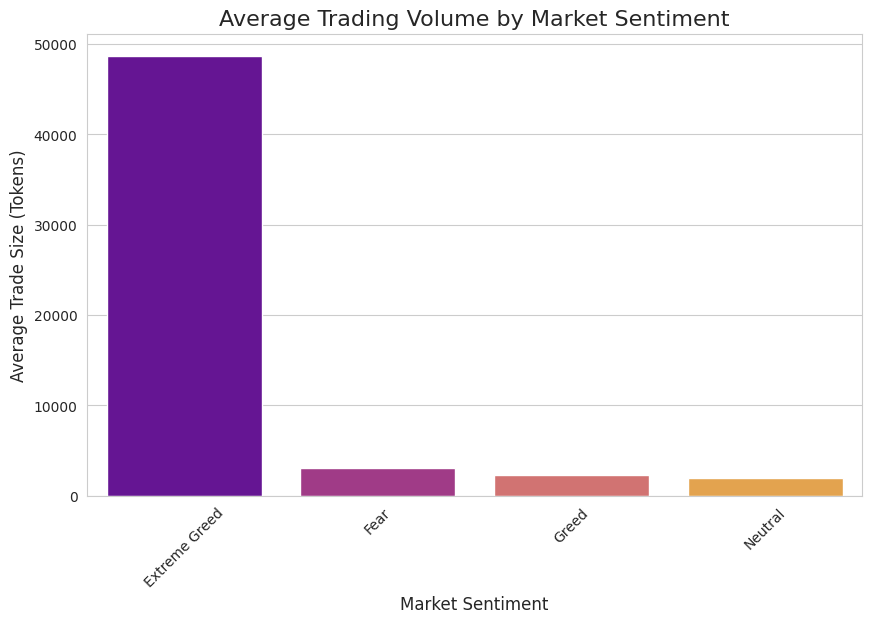 Average Trading Volume by Market Sentiment
Average Trade Size (Tokens)
50000
40000
30000
20000
10000
0
Extreme Greed
Fear
Greed
Neutral
Market Sentiment